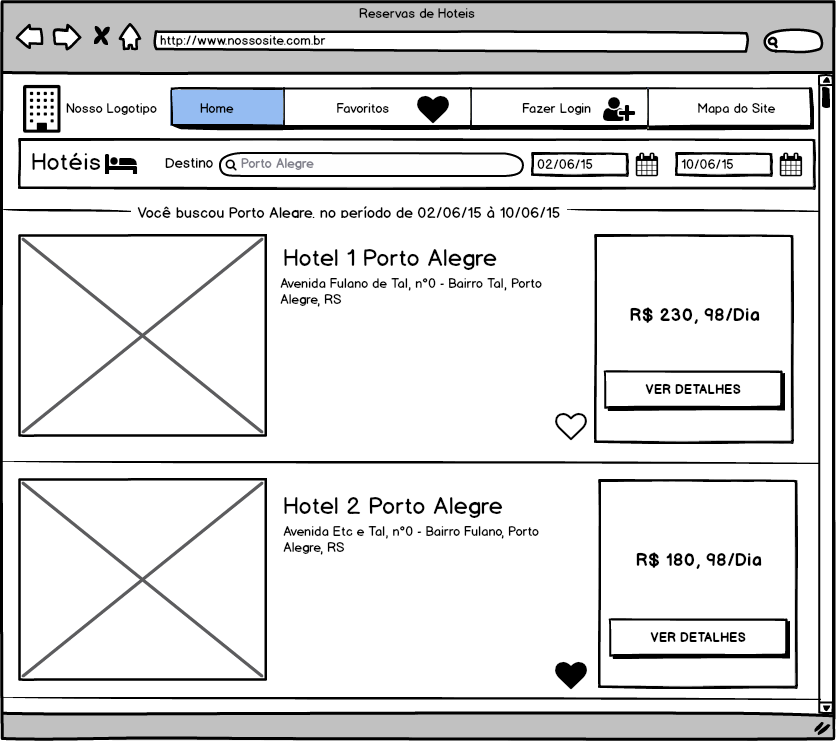 Reservas de Hoteis
http://www.nossosite.com.br
Nosso Logotipo
Home
Favoritos
Fazer Login
Mapa do Site
Hotéis
Destino
Porto Alegre
02/06/15
10/06/15
Você buscou Porto Alegre, no período de 02/06/15 à 10/06/15
Hotel 1 Porto Alegre
Avenida Fulano de Tal, nº0 - Bairro Tal, Porto
Alegre, RS
R$ 230, 98/Dia
VER DETALHES
Hotel 2 Porto Alegre
Avenida Etc e Tal, nº0 - Bairro Fulano, Porto
Alegre, RS
R$ 180, 98/Dia
VER DETALHES